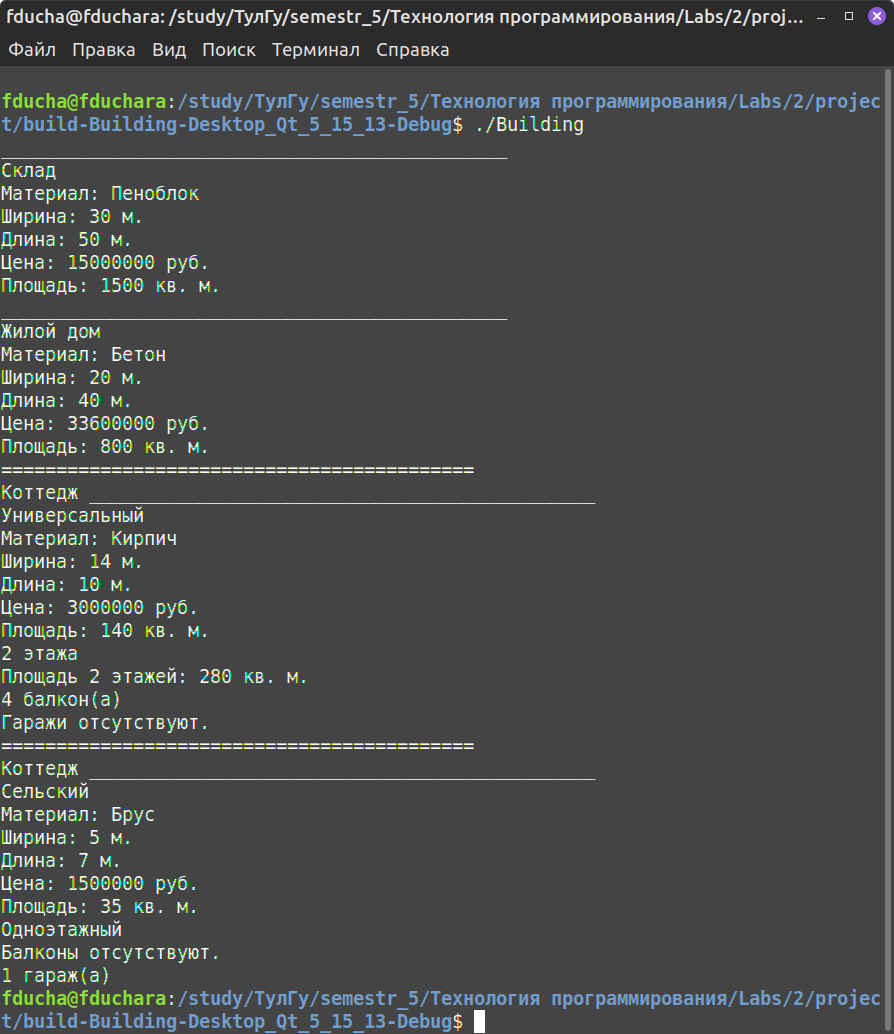 fducha@fduchara: /study/ТулГу/semestr_5/Технология программирования/Labs/2/proj...
Файл Правка Вид Поиск Терминал Справка
fducha@fduchara:/study/ТулГу/semestr_5/Технология программирования/Labs/2/projec
t/build-Building-Desktop_Qt_5_15_13-Debug$ ./Building
______________________________________________
Склад
Материал: Пеноблок
Ширина: 30 м.
Длина: 50 м.
Цена: 15000000 руб.
Площадь: 1500 кв. м.
______________________________________________
Жилой дом
Материал: Бетон
Ширина: 20 м.
Длина: 40 м.
Цена: 33600000 руб.
Площадь: 800 кв. м.
===========================================
Коттедж ______________________________________________
Универсальный
Материал: Кирпич
Ширина: 14 м.
Длина: 10 м.
Цена: 3000000 руб.
Площадь: 140 кв. м.
2 этажа
Площадь 2 этажей: 280 кв. м.
4 балкон(а)
Гаражи отсутствуют.
===========================================
Коттедж ______________________________________________
Сельский
Материал: Брус
Ширина: 5 м.
Длина: 7 м.
Цена: 1500000 руб.
Площадь: 35 кв. м.
Одноэтажный
Балконы отсутствуют.
1 гараж(а)
fducha@fduchara:/study/ТулГу/semestr_5/Технология программирования/Labs/2/projec
t/build-Building-Desktop_Qt_5_15_13-Debug$